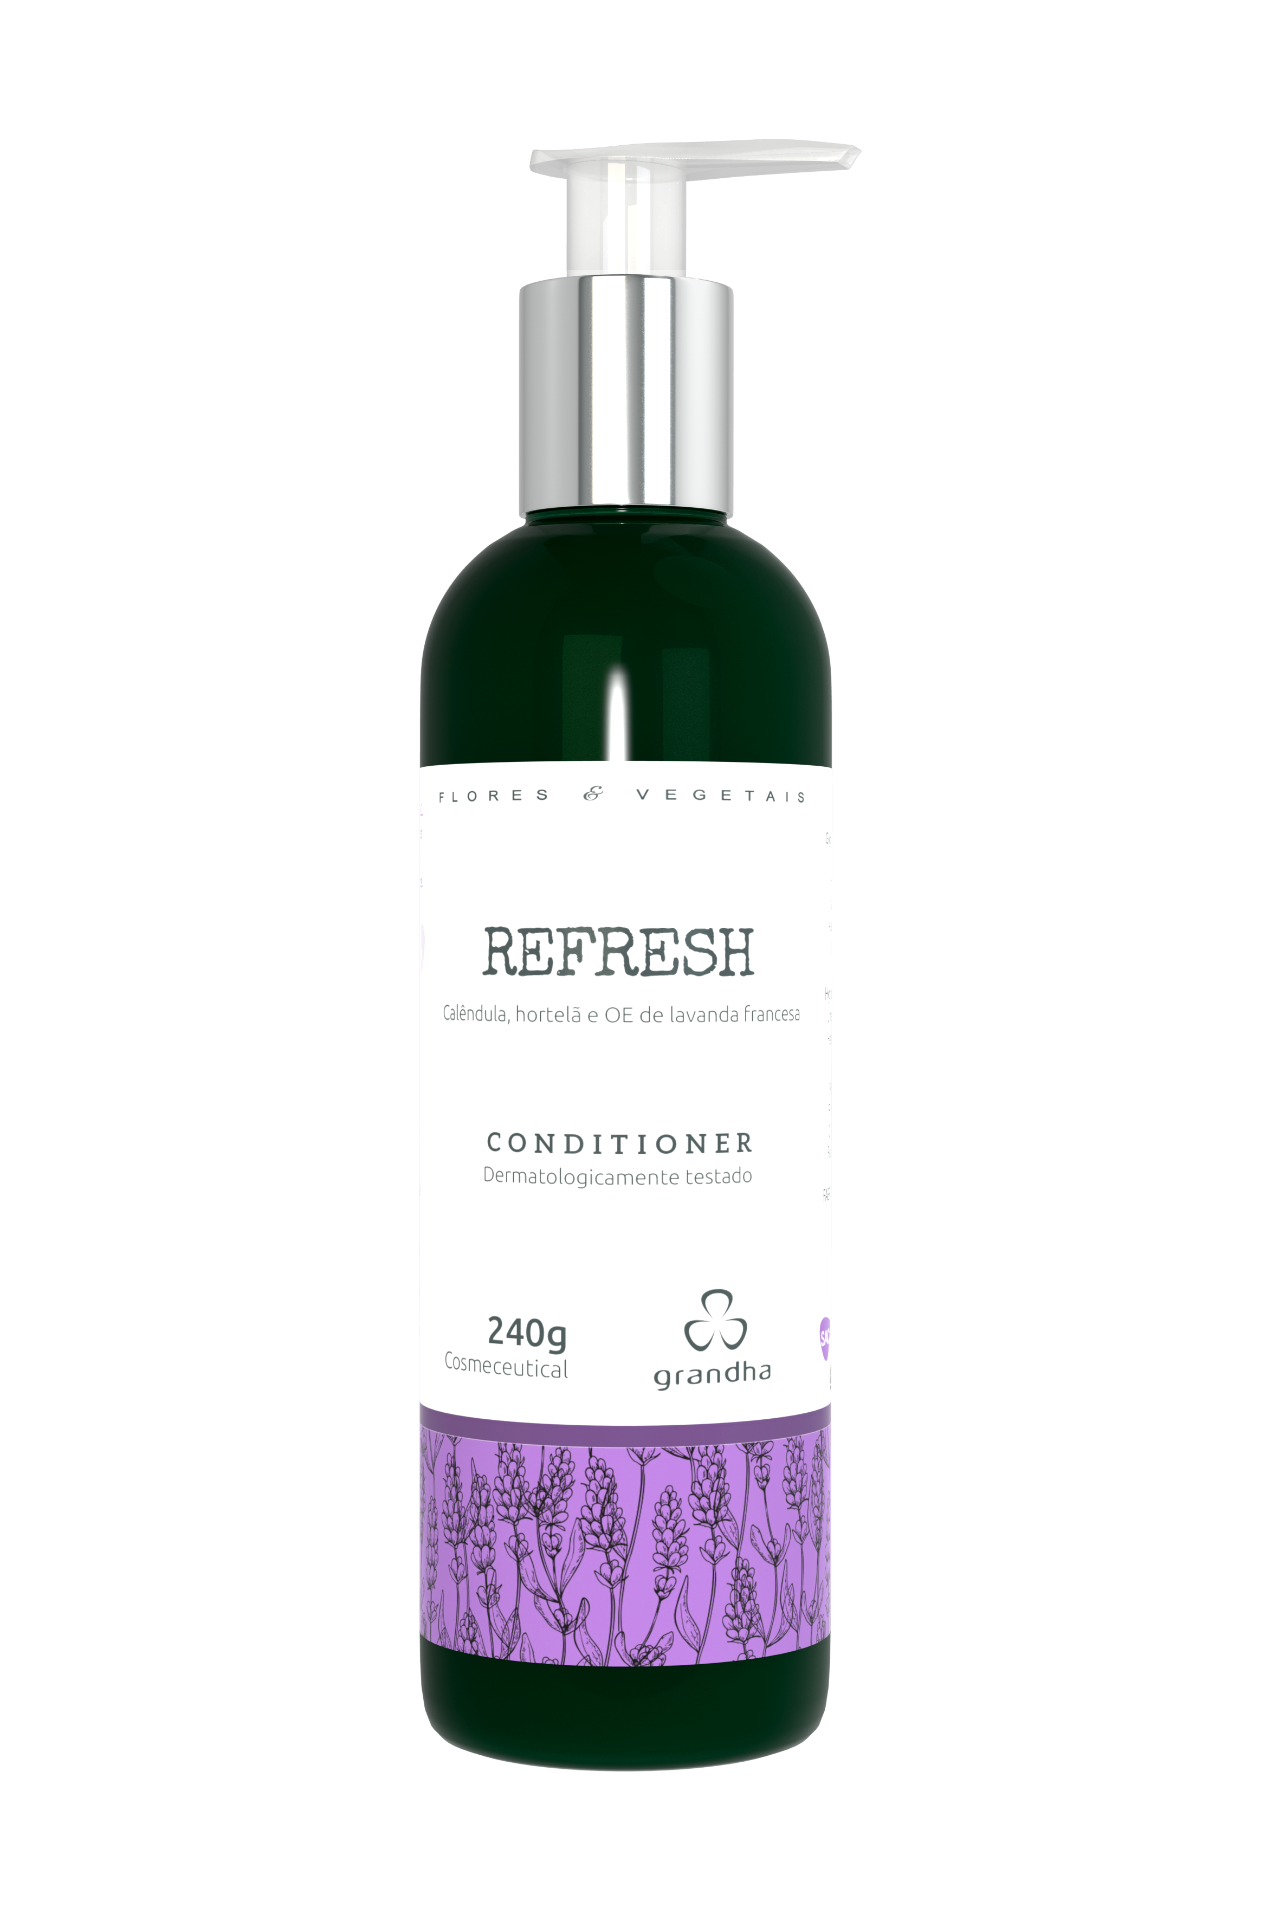 FLORES & VEGETAIS
REFRESH
Calêndula, hortelã e OE de lavanda francesa
CONDITIONER
Dermatologicamente testado
240g
Cosmeceutical
grandha